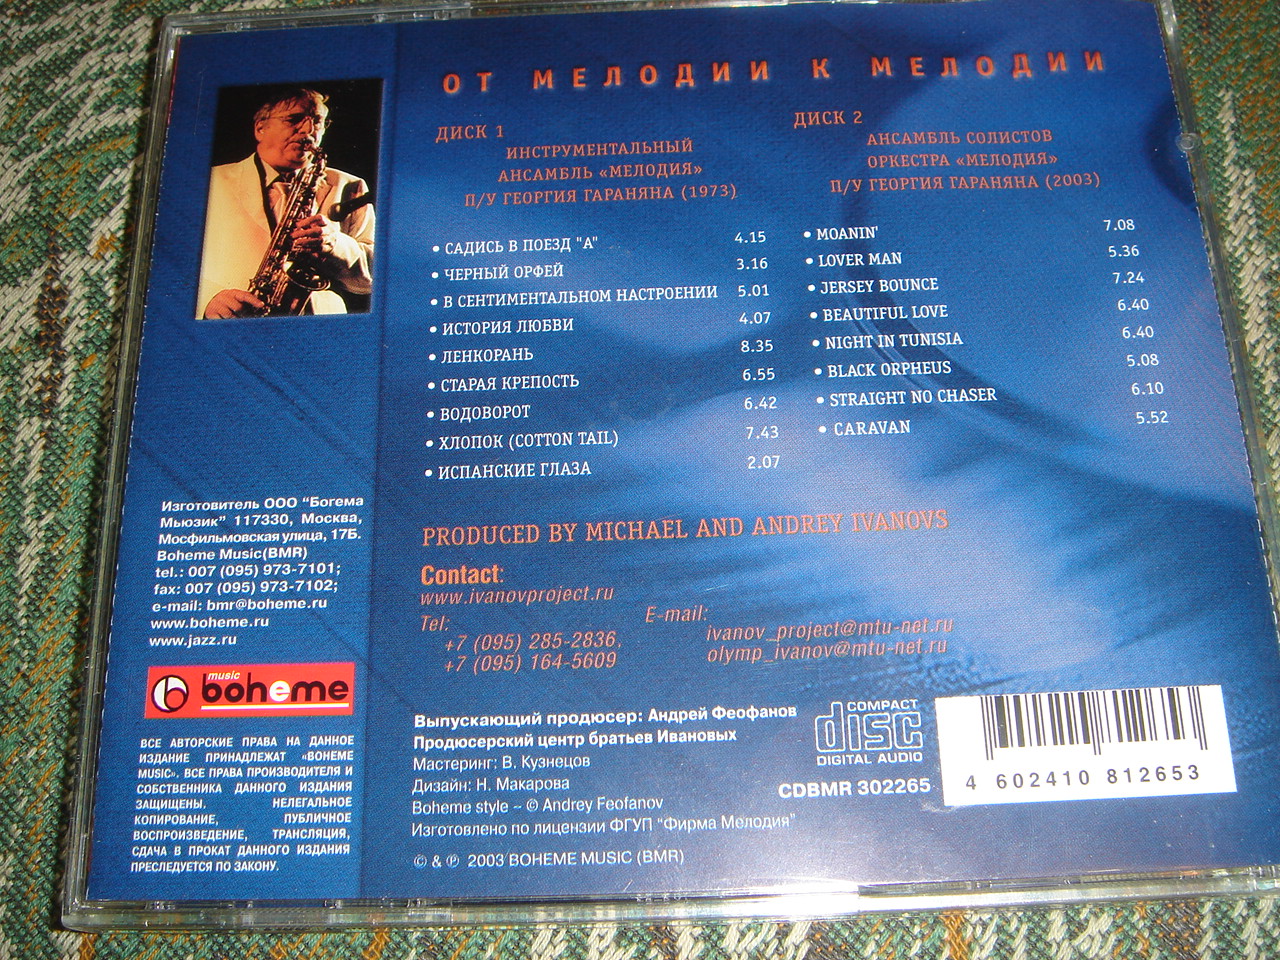 ОТ МЕЛОДИИ К МЕЛОДИИ
ДИСК 1
ИНСТРУМЕНТАЛЬНЫЙ
АНСАМБЛЬ «МЕЛОДИЯ»
П/У ГЕОРГИЯ ГАРАНЯНА (1973)
• САДИСЬ В ПОЕЗД "А" 4.15
• ЧЕРНЫЙ ОРФЕЙ 3.16
• В СЕНТИМЕНТАЛЬНОМ НАСТРОЕНИИ 5.01
• ИСТОРИЯ ЛЮБВИ 4.07
• ЛЕНКОРАНЬ 8.35
• СТАРАЯ КРЕПОСТЬ 6.55
• ВОДОВОРОТ 6.42
• ХЛОПОК (COTTON TAIL) 7.43
• ИСПАНСКИЕ ГЛАЗА 2.07
ДИСК 2
АНСАМБЛЬ СОЛИСТОВ
ОРКЕСТРА «МЕЛОДИЯ»
П/У ГЕОРГИЯ ГАРАНЯНА (2003)
• MOANIN' 7.08
• LOVER MAN 5.36
• JERSEY BOUNCE 7.24
• BEAUTIFUL LOVE 6.40
• NIGHT IN TUNISIA 6.40
• BLACK ORPHEUS 5.08
• STRAIGHT NO CHASER 6.10
• CARAVAN 5.52
PRODUCED BY MICHAEL AND ANDREY IVANOVS
Contact:
www.ivanovproject.ru
Tel:
+7 (095) 285-2836,
+7 (095) 164-5609
E-mail:
ivanov_project@mtu-net.ru
olymp_ivanov@mtu-net.ru
Изготовитель ООО "Богема
Мьюзик" 117330, Москва,
Мосфильмовская улица, 17Б.
Boheme Music(BMR)
tel.: 007 (095) 973-7101;
fax: 007 (095) 973-7102;
e-mail: bmr@boheme.ru
www.boheme.ru
www.jazz.ru
music
boheme
ВСЕ АВТОРСКИЕ ПРАВА НА ДАННОЕ
ИЗДАНИЕ ПРИНАДЛЕЖАТ «BOHEME
MUSIC». ВСЕ ПРАВА ПРОИЗВОДИТЕЛЯ И
СОБСТВЕННИКА ДАННОГО ИЗДАНИЯ
ЗАЩИЩЕНЫ. НЕЛЕГАЛЬНОЕ
КОПИРОВАНИЕ, ПУБЛИЧНОЕ
ВОСПРОИЗВЕДЕНИЕ, ТРАНСЛЯЦИЯ,
СДАЧА В ПРОКАТ ДАННОГО ИЗДАНИЯ
ПРЕСЛЕДУЕТСЯ ПО ЗАКОНУ.
Выпускающий продюсер: Андрей Феофанов
Продюсерский центр братьев Ивановых
Мастеринг: В. Кузнецов
Дизайн: Н. Макарова
Boheme style – © Andrey Feofanov
Изготовлено по лицензии ФГУП "Фирма Мелодия"
© & ℗ 2003 BOHEME MUSIC (BMR)
COMPACT
disc
DIGITAL AUDIO
CDBMR 302265
4 602410 812653